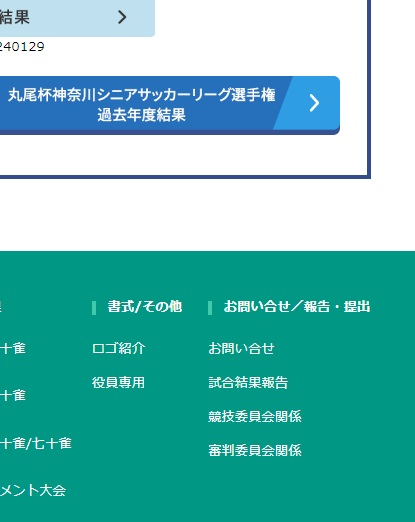 結果
240129
丸尾杯神奈川シニアサッカーリーグ選手権
過去年度結果
書式/その他
お問い合せ／報告・提出
十雀
ロゴ紹介
お問い合せ
役員専用
試合結果報告
十雀
競技委員会関係
十雀/七十雀
審判委員会関係
メント大会